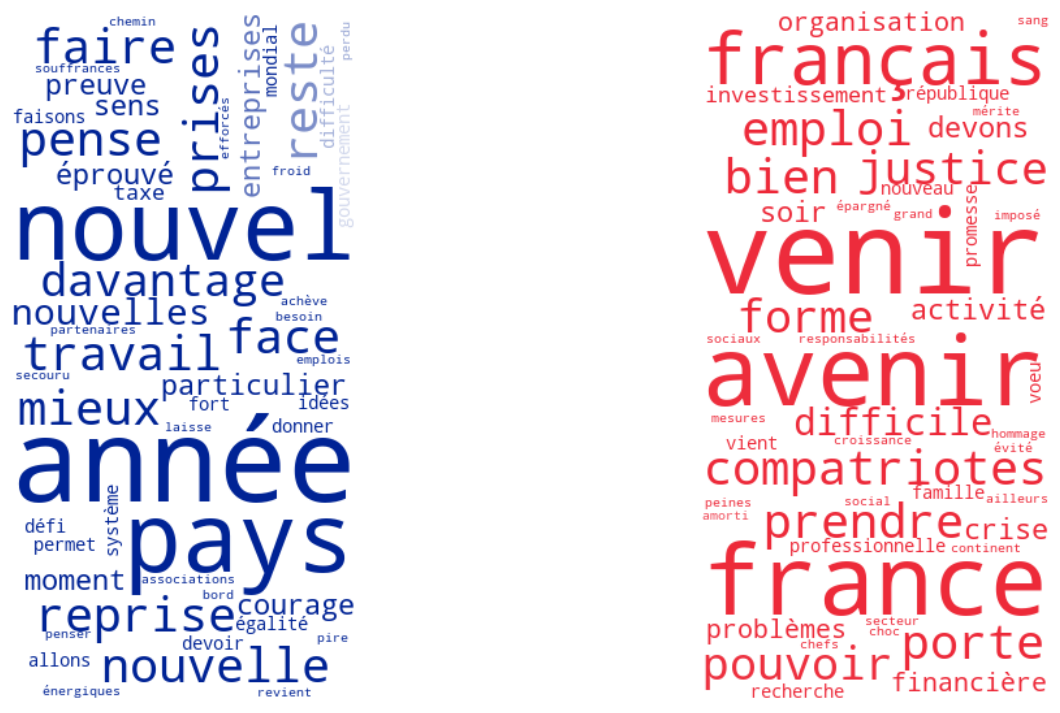 chemin
faire
souffrances
preuve
sens
faisons
pense
éprouvé
taxe
prises
efforcés
entreprises
mondial
reste
difficulté
perdu
gouvernement
froid
nouvel
davantage
achève
nouvelles
besoin
partenaires
face
travail
emplois
secouru
particulier
mieux
fort
idées
laisse
donner
année
système
défi
permet
pays
moment
associations
bord
reprise
courage
égalité
penser
devoir
pire
allons
nouvelle
énergiques
revient
organisation
sang
français
investissement
république
mérite
emploi
devons
bien
justice
nouveau
soir
épargné
grand
promesse
imposé
venir
forme
activité
sociaux
responsabilités
avenir
voeu
mesures
difficile
hommage
vient
croissance
évité
compatriotes
famille
ailleurs
peines
social
amorti
prendre
crise
professionnelle
continent
france
problèmes
secteur
choc
chefs
porte
pouvoir
financière
recherche